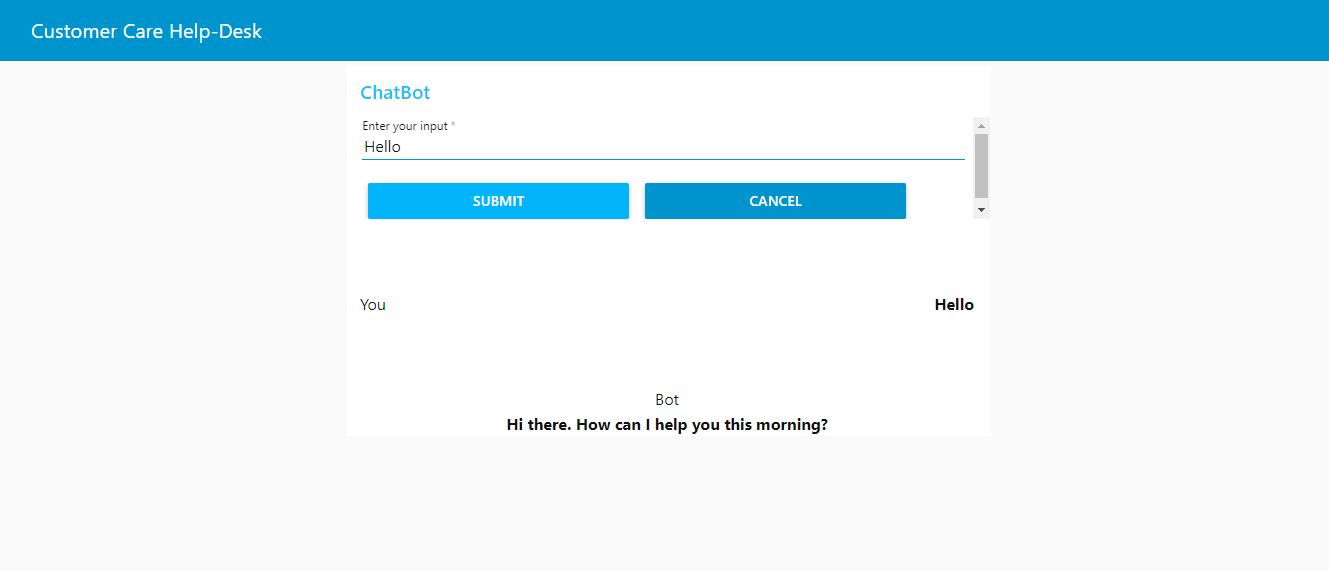 Customer Care Help-Desk
ChatBot
Enter your input *
Hello
SUBMIT CANCEL
You Hello
Bot
Hi there. How can I help you this morning?